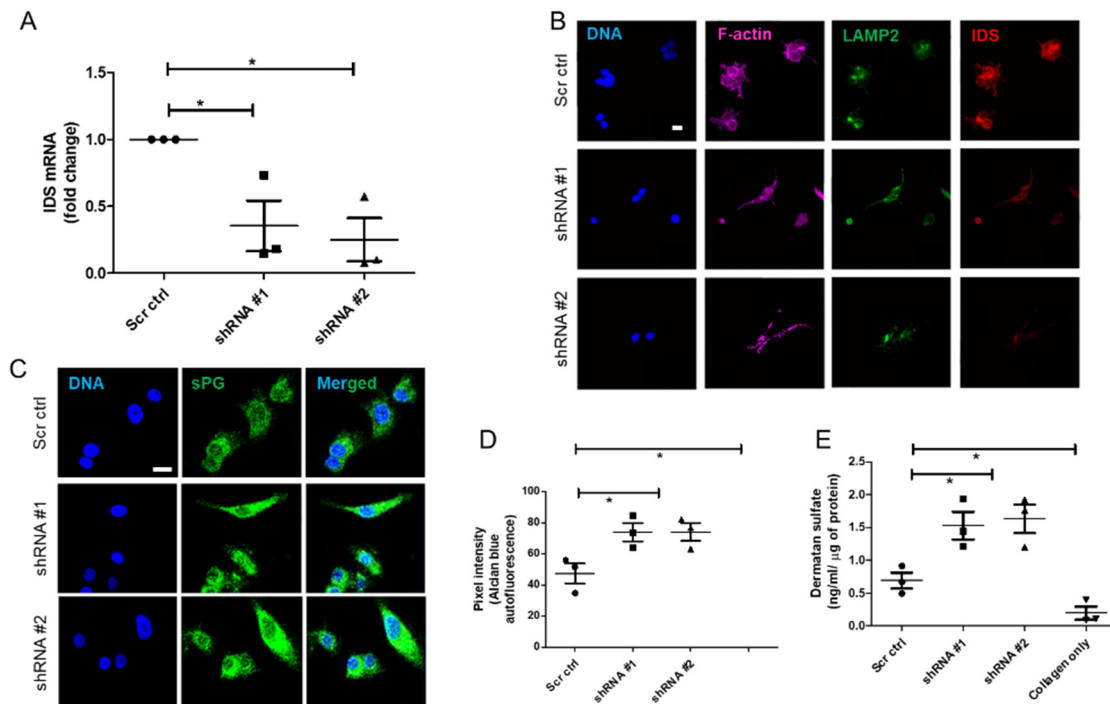 A
*
*
1.5
1.0
0.5
0.0
IDS mRNA
(fold change)
Scr ctrl
shRNA #1
shRNA #2
B
DNA
F-actin
LAMP2
IDS
Scr ctrl
shRNA #1
shRNA #2
C
DNA
sPG
Merged
Scr ctrl
shRNA #1
shRNA #2
D
*
*
100
80
60
40
20
0
Pixel intensity
(Alcian blue
autofluorescence)
Scr ctrl
shRNA #1
shRNA #2
E
*
*
2.5
2.0
1.5
1.0
0.5
0.0
Dermatan sulfate
(ng/ml/ µg of protein)
Scr ctrl
shRNA #1
shRNA #2
Collagen only